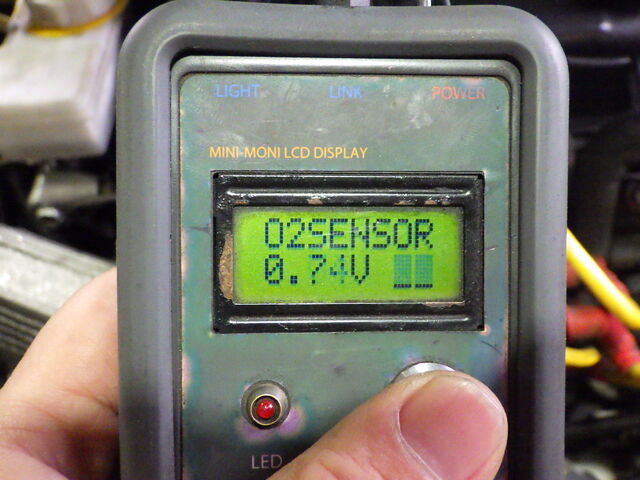 LIGHT LINK POWER
MINI-MONI LCD DISPLAY
O2SENSOR
0.74V
LED